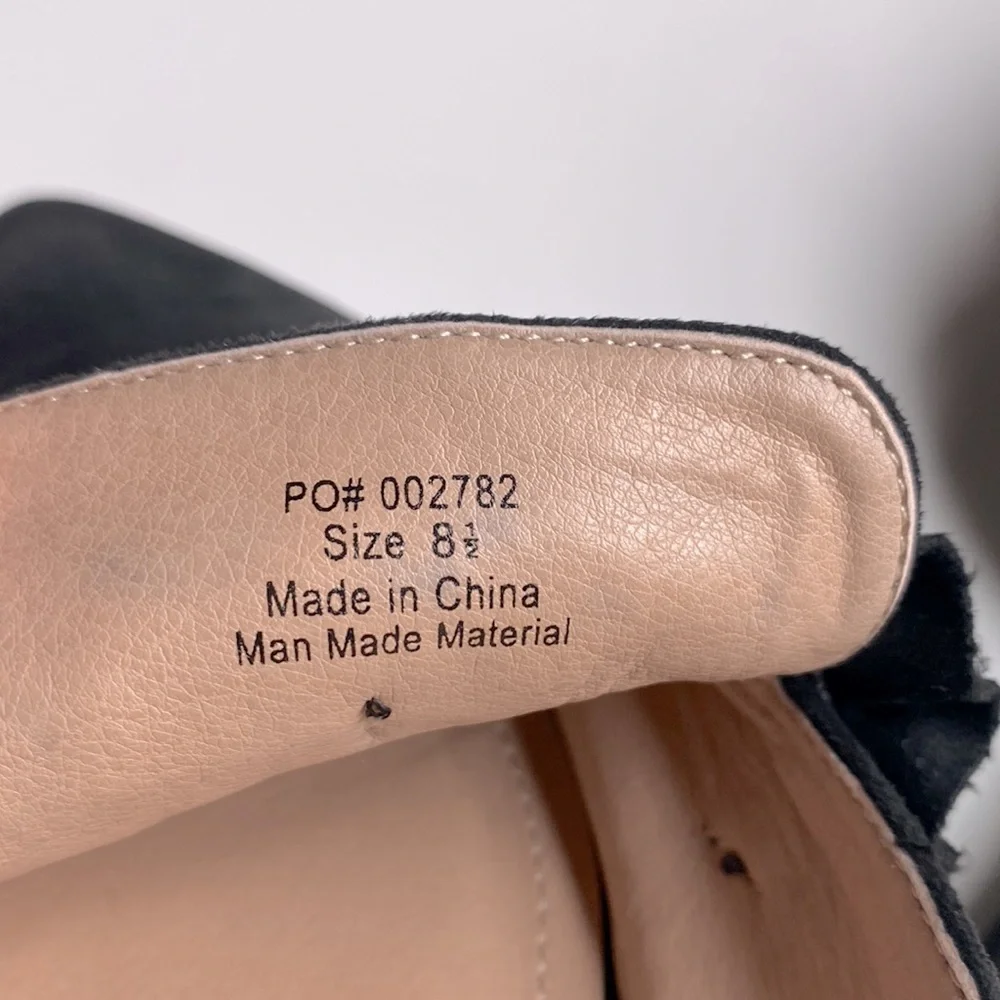 PO# 002782
Size 8½
Made in China
Man Made Material